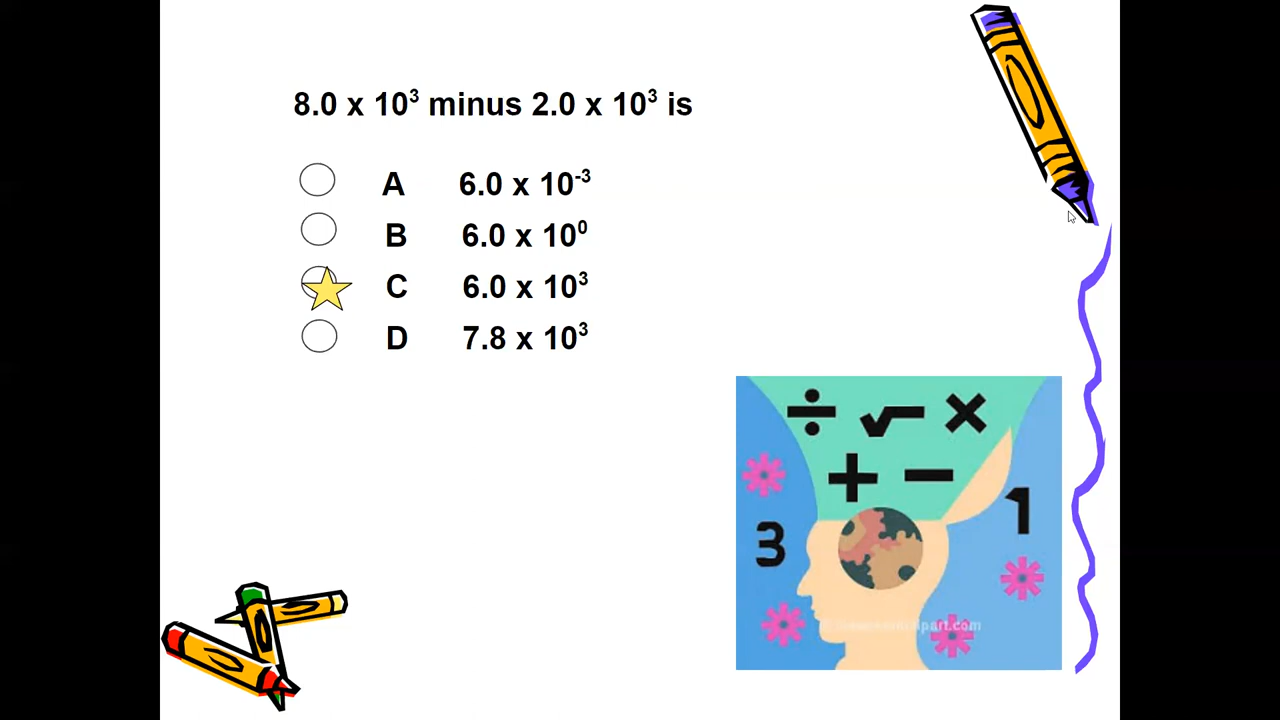 8.0 x 10³ minus 2.0 x 10³ is
A 6.0 x 10⁻³
B 6.0 x 10⁰
C 6.0 x 10³
D 7.8 x 10³
÷ √ ×
+ −
3
1